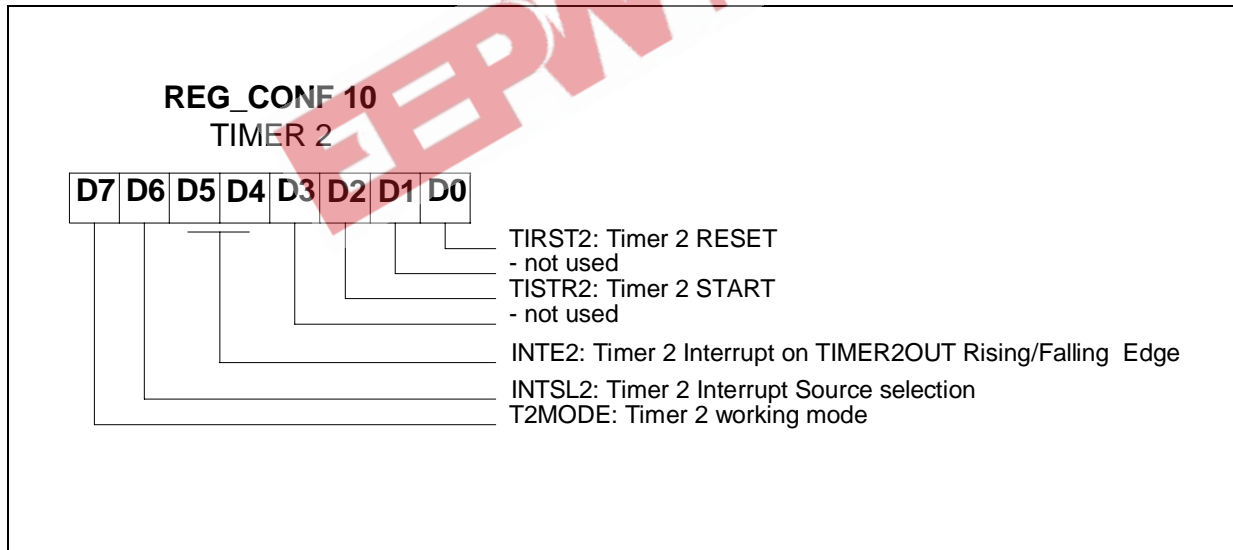 EEPW
REG_CONF 10
TIMER 2
D7 D6 D5 D4 D3 D2 D1 D0
TIRST2: Timer 2 RESET
- not used
TISTR2: Timer 2 START
- not used
INTE2: Timer 2 Interrupt on TIMER2OUT Rising/Falling Edge
INTSL2: Timer 2 Interrupt Source selection
T2MODE: Timer 2 working mode